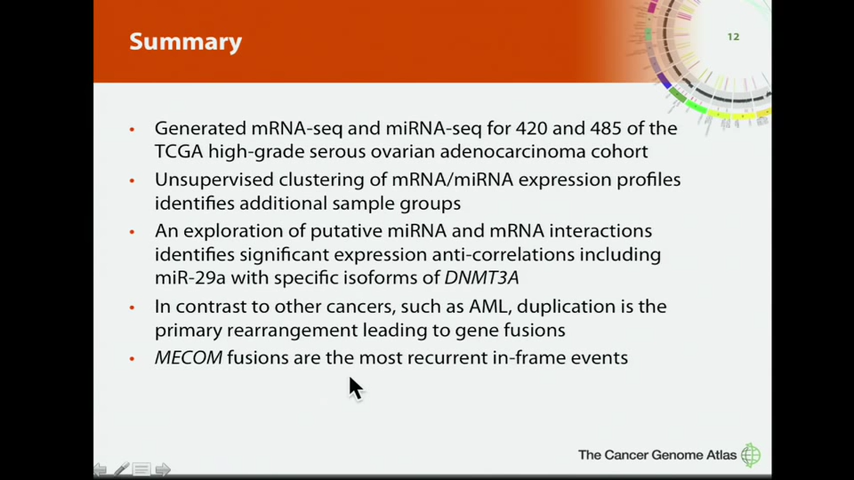 Summary
12
• Generated mRNA-seq and miRNA-seq for 420 and 485 of the
TCGA high-grade serous ovarian adenocarcinoma cohort
• Unsupervised clustering of mRNA/miRNA expression profiles
identifies additional sample groups
• An exploration of putative miRNA and mRNA interactions
identifies significant expression anti-correlations including
miR-29a with specific isoforms of DNMT3A
• In contrast to other cancers, such as AML, duplication is the
primary rearrangement leading to gene fusions
• MECOM fusions are the most recurrent in-frame events
The Cancer Genome Atlas